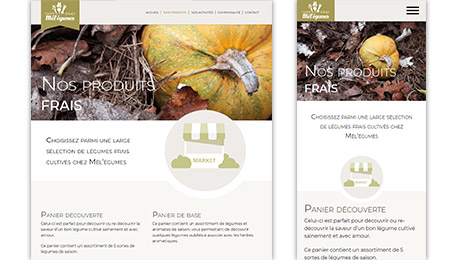 Mél'égumes
ACCUEIL | NOS PRODUITS | NOS ACTIVITÉS | COMMUNAUTÉ | CONTACT
Nos produits
frais
Choisissez parmi une large
sélection de légumes frais
cultivés chez Mél'égumes
MARKET
Panier découverte
Celui-ci est parfait pour découvrir ou re-découvrir
la saveur d'un bon légume cultivé sainement et
avec amour.
Ce panier contient un assortiment de 5 sortes
de légumes de saison.
Panier de base
Ce panier contient un assortiment de légumes
et aromates de saison, vous permettant de découvrir
quelques légumes oubliés à associer avec les herbes
aromatiques.
Mél'égumes
Nos produits
frais
Choisissez parmi une large sélection
de légumes frais cultivés chez
Mél'égumes
MARKET
Panier découverte
Celui-ci est parfait pour découvrir ou re-
découvrir la saveur d'un bon légume cultivé
sainement et avec amour.
Ce panier contient un assortiment de 5 sortes
de légumes de saison.